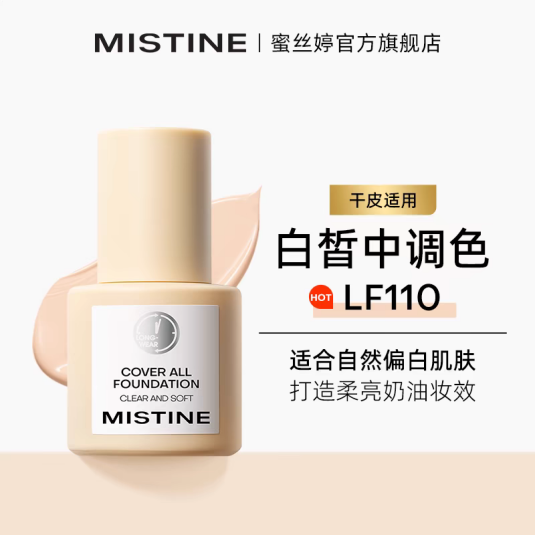 MISTINE | 蜜丝婷官方旗舰店
干皮适用
白皙中调色
HOT LF110
适合自然偏白肌肤
打造柔亮奶油妆效
LONG-WEAR
COVER ALL
FOUNDATION
CLEAR AND SOFT
MISTINE